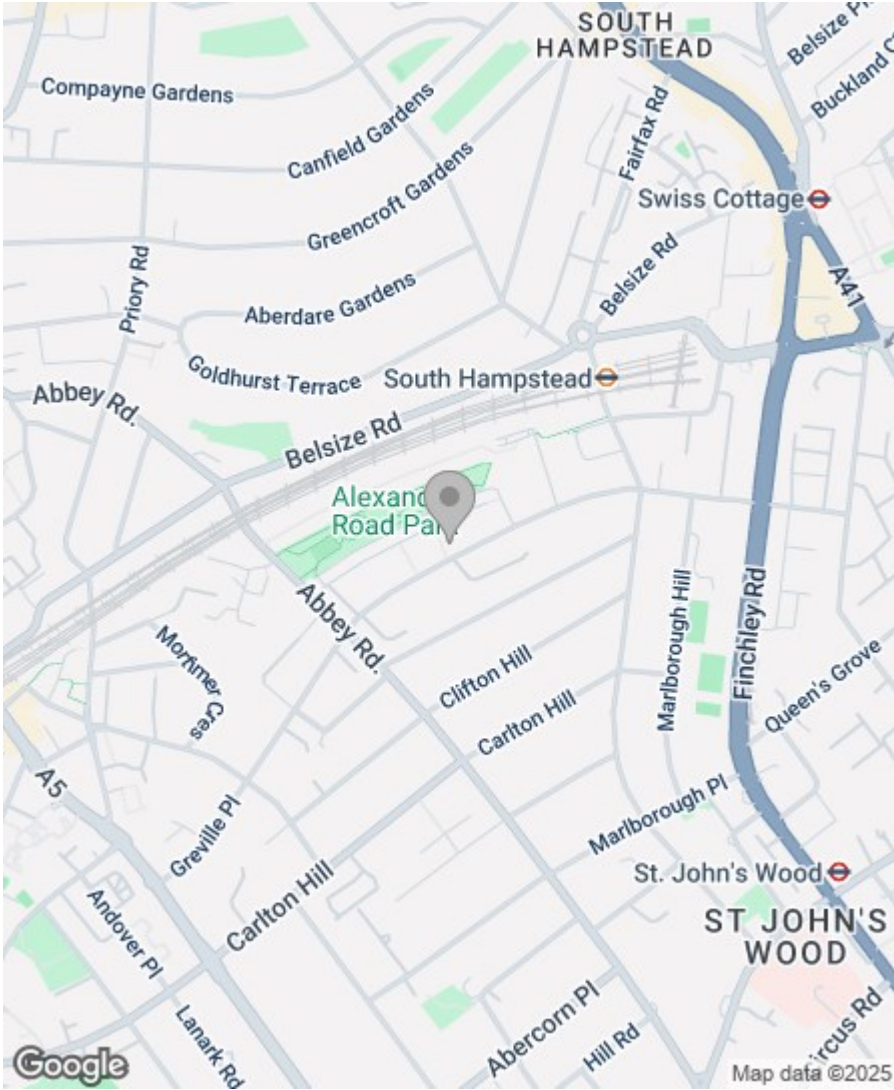 SOUTH
HAMPSTEAD
Belsize
Buckland
Compayne Gardens
Canfield Gardens
Fairfax Rd
Greencroft Gardens
Swiss Cottage
Priory Rd
Belsize Rd
A41
Aberdare Gardens
Goldhurst Terrace
South Hampstead
Abbey Rd.
Belsize Rd
Road
Abbey Rd.
Marlborough Hill
Finchley Rd
Mortimer Cres
Clifton Hill
Queen's Grove
Carlton Hill
A5
Marlborough Pl
Greville Pl
St. John's Wood
Carlton Hill
ST JOHN'S
WOOD
Andover Pl
Abercorn Pl
Lanark Rd
Hill Rd
Rd
Google
Map data ©2025